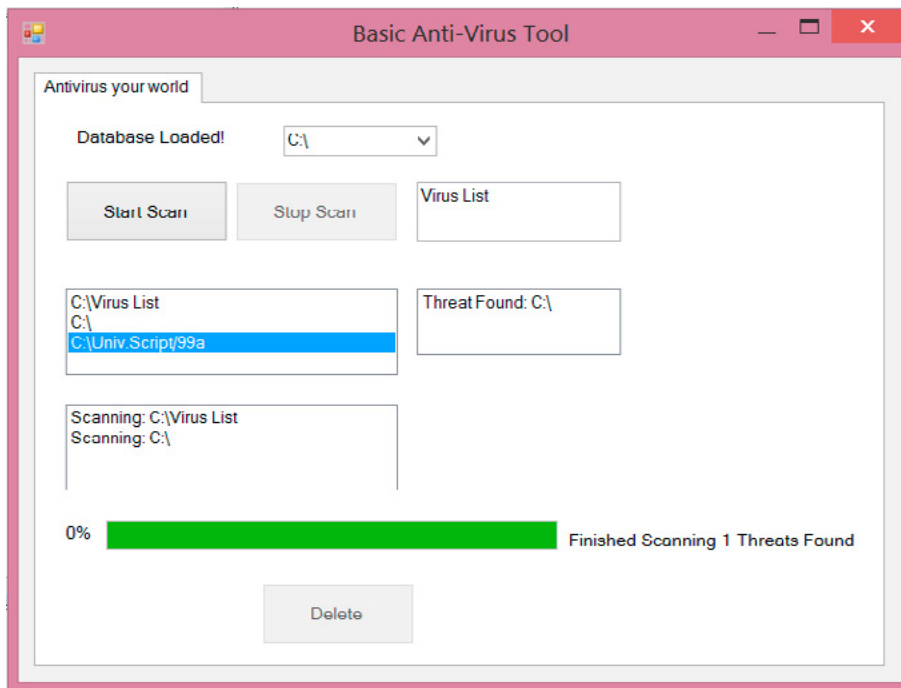 Basic Anti-Virus Tool
Antivirus your world
Database Loaded!
C:\
Start Scan
Stop Scan
Virus List
C:\Virus List
C:\
C:\Univ.Script/99a
Threat Found: C:\
Scanning: C:\Virus List
Scanning: C:\
0%
Finished Scanning 1 Threats Found
Delete